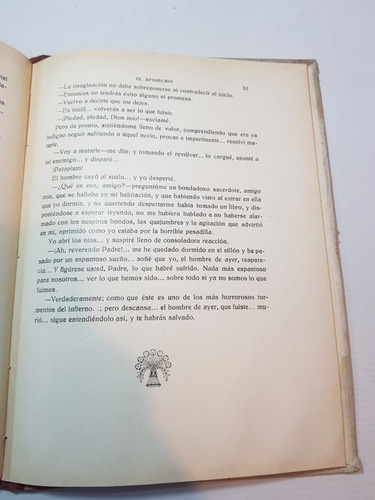 EL APARECIDO
51
—La imaginación no debe sobreponerse ni contradecir al juicio.
—Entonces no tendrás éxito alguno ni promesa.
—Vuelvo a decirte que me dejes.
—En inútil... volverás a ser lo que fuiste.
—¡Piedad, piedad, Dios mío!—exclamé.
Pero de pronto, sintiéndome lleno de valor, comprendiendo que era ya
indigno seguir sufriendo a aquel necio, procaz e impertinente... resolví ma-
tarle.
—Voy a matarle—me dije; y tomando el revólver... lo cargué, apunté a
mi enemigo... y disparé...
¡Pataplum!
El hombre cayó al suelo... y yo desperté.
—¿Qué es eso, amigo?—preguntóme un bondadoso sacerdote, amigo
mío, que se hallaba en mi habitación, y que habiendo visto al entrar en ella
que yo dormía, y no queriendo despertarme había tomado un libro, y dis-
poniéndose a esperar leyendo, no me hubiera hablado a no haberse alar-
mado con los suspiros hondos, las quejumbres y la agitación que advirtió
en mí, oprimido como yo estaba por la horrible pesadilla.
Yo abrí los ojos... y suspiré lleno de consoladora reacción.
—¡Ah, reverendo Padre!... me he quedado dormido en el sillón y he pa-
sado por un espantoso sueño... soñé que yo, el hombre de ayer, reapare-
cía... Y figúrese usted, Padre, lo que habré sufrido. Nada más espantoso
para nosotros... ver lo que hemos sido... sobre todo si ya no somos lo que
fuimos.
—Verdaderamente; como que éste es uno de los más horrorosos tor-
mentos del infierno. .; pero descansa... el hombre de ayer, que fuiste... mu-
rió... sigue entendiéndolo así, y te habrás salvado.